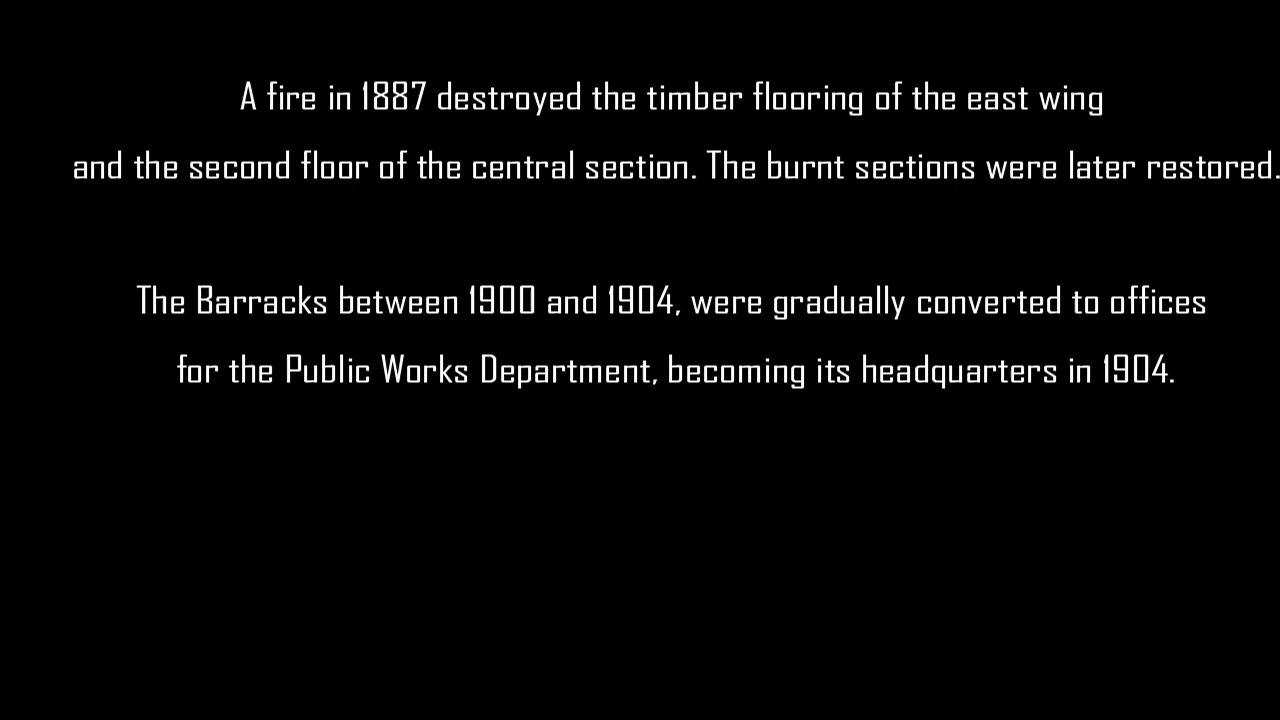 A fire in 1887 destroyed the timber flooring of the east wing
and the second floor of the central section. The burnt sections were later restored.
The Barracks between 1900 and 1904, were gradually converted to offices
for the Public Works Department, becoming its headquarters in 1904.